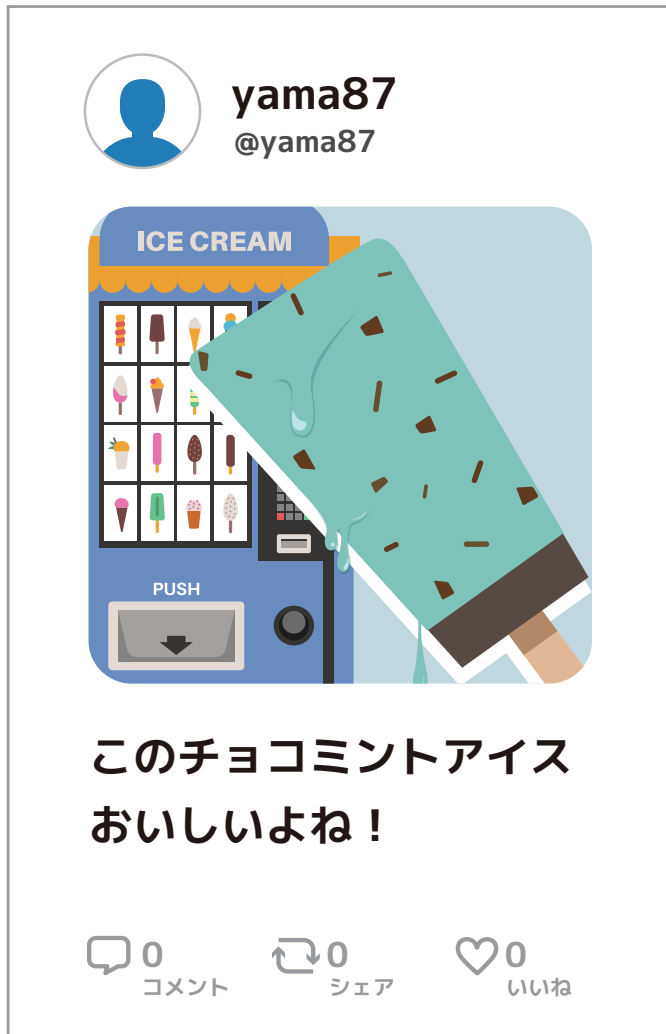 yama87
@yama87
ICE CREAM
PUSH
このチョコミントアイス
おいしいよね！
0
コメント
0
シェア
0
いいね